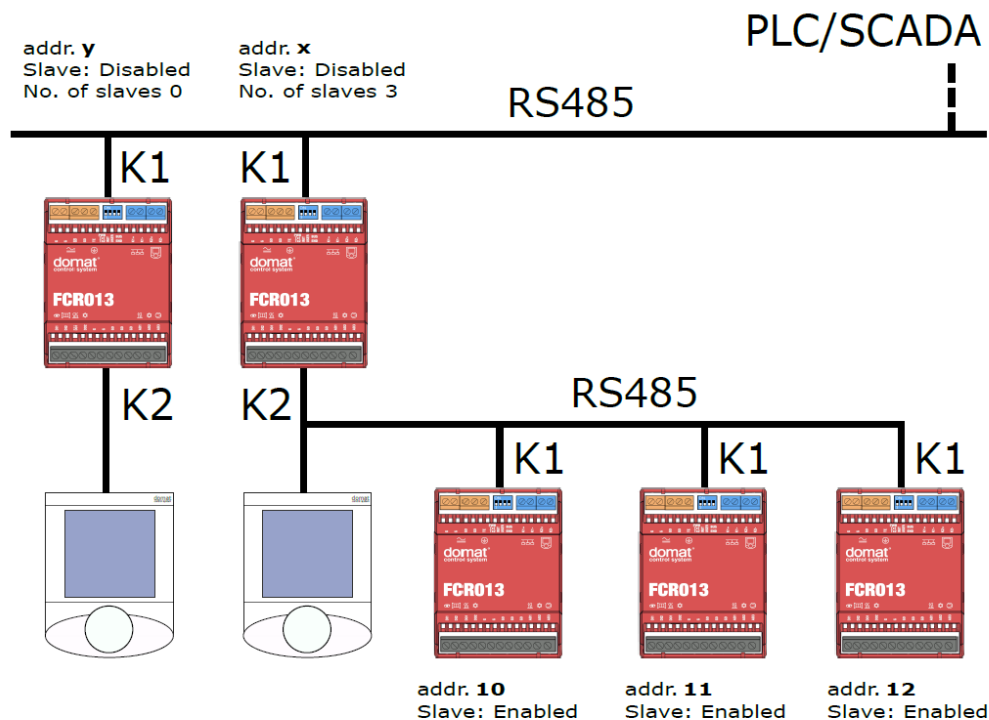 PLC/SCADA
addr. y
Slave: Disabled
No. of slaves 0
addr. x
Slave: Disabled
No. of slaves 3
RS485
K1
K1
domat
control system
FCR013
domat
control system
FCR013
K2
K2
RS485
K1
K1
K1
domat
control system
FCR013
domat
control system
FCR013
domat
control system
FCR013
addr. 10
Slave: Enabled
addr. 11
Slave: Enabled
addr. 12
Slave: Enabled